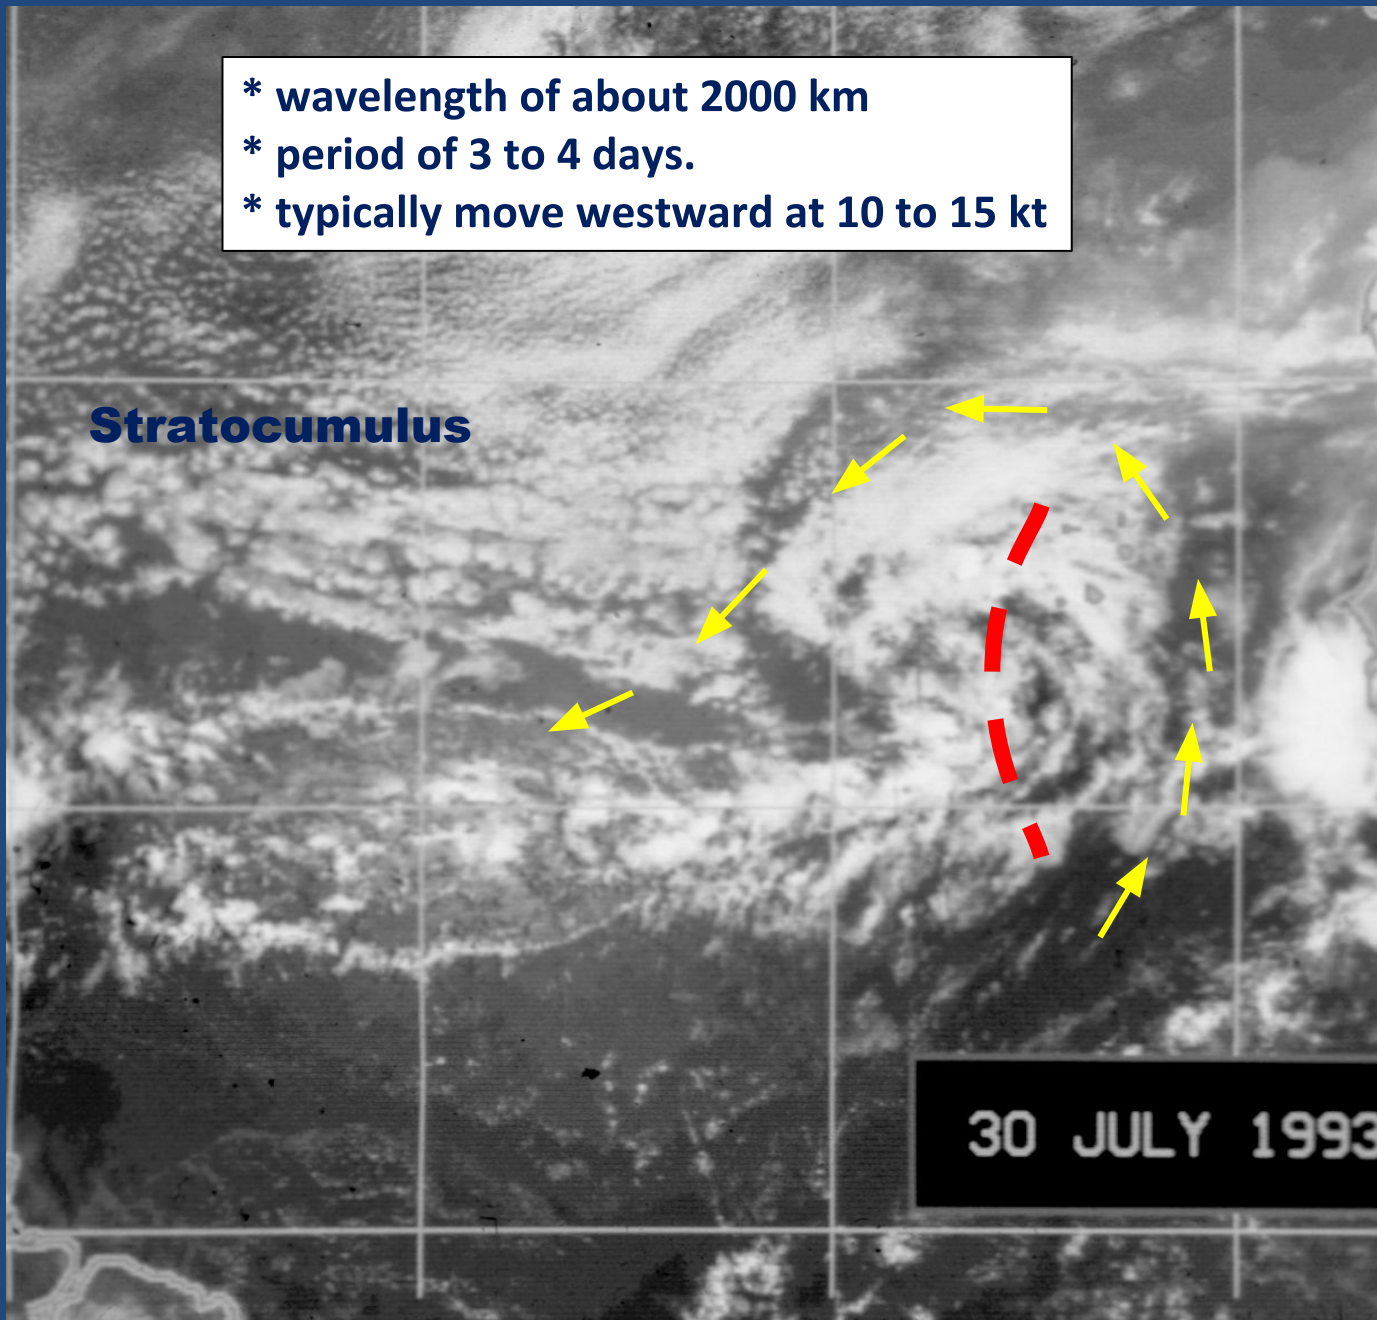 * wavelength of about 2000 km
* period of 3 to 4 days.
* typically move westward at 10 to 15 kt
Stratocumulus
30 JULY 1993